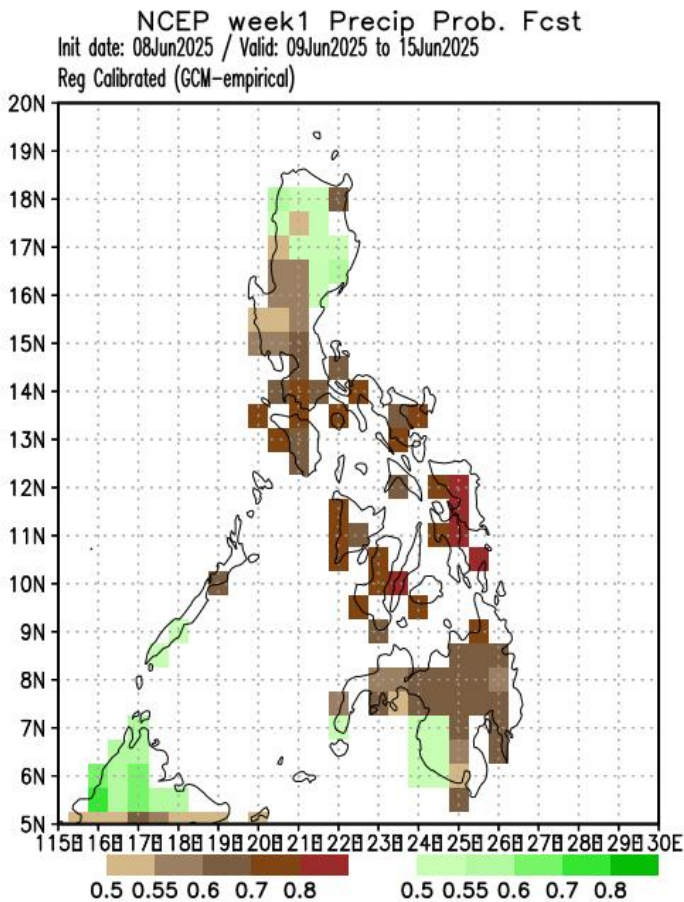 NCEP week1 Precip Prob. Fcst
Init date: 08Jun2025 / Valid: 09Jun2025 to 15Jun2025
Reg Calibrated (GCM-empirical)
20N
19N
18N
17N
16N
15N
14N
13N
12N
11N
10N
9N
8N
7N
6N
5N
115E 116E 117E 118E 119E 120E 121E 122E 123E 124E 125E 126E 127E 128E 129E 130E
0.5 0.55 0.6 0.7 0.8 0.5 0.55 0.6 0.7 0.8